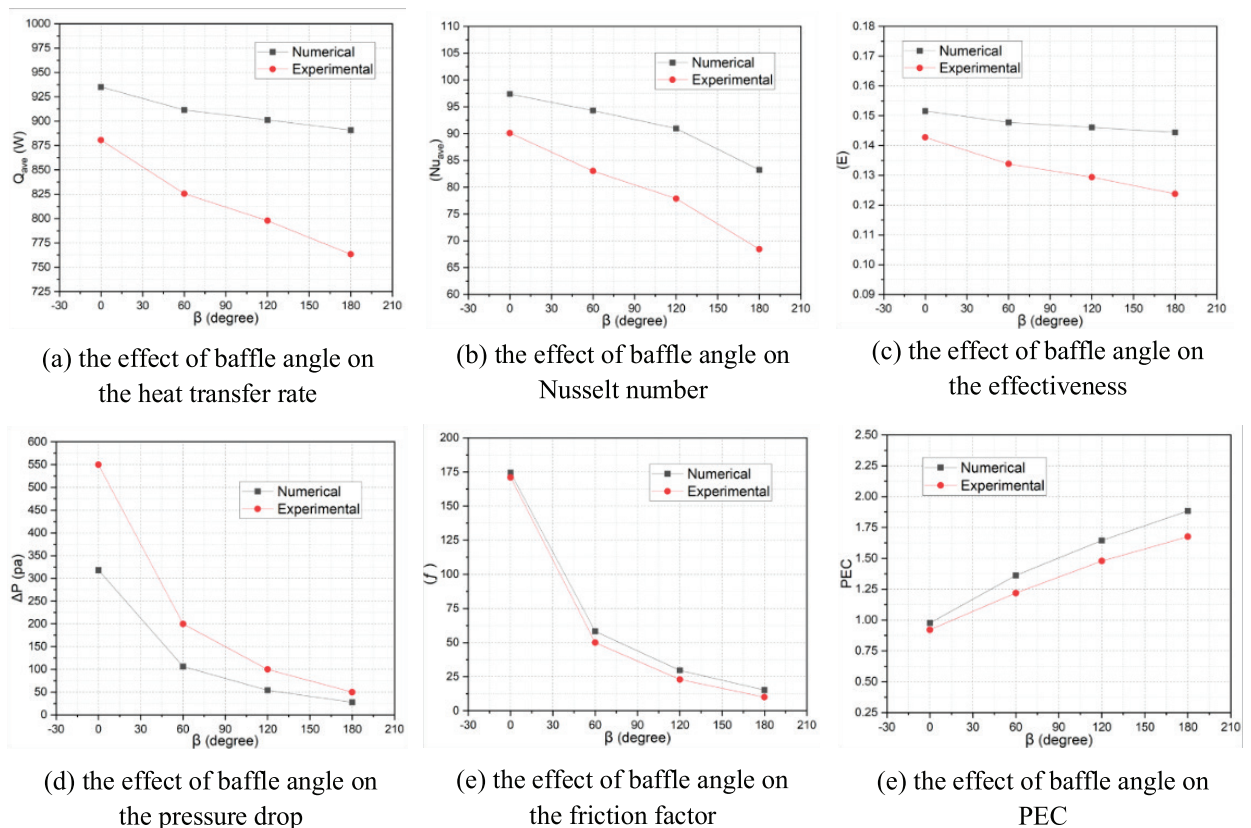 1000
975
950
925
900
875
850
825
800
775
750
725
Q_ave (W)
Numerical
Experimental
-30 0 30 60 90 120 150 180 210
β (degree)
(a) the effect of baffle angle on
the heat transfer rate
110
105
100
95
90
85
80
75
70
65
60
(Nu_ave)
Numerical
Experimental
-30 0 30 60 90 120 150 180 210
β (degree)
(b) the effect of baffle angle on
Nusselt number
0.18
0.17
0.16
0.15
0.14
0.13
0.12
0.11
0.10
0.09
(E)
Numerical
Experimental
-30 0 30 60 90 120 150 180 210
β (degree)
(c) the effect of baffle angle on
the effectiveness
600
550
500
450
400
350
300
250
200
150
100
50
0
ΔP (pa)
Numerical
Experimental
-30 0 30 60 90 120 150 180 210
β (degree)
(d) the effect of baffle angle on
the pressure drop
200
175
150
125
100
75
50
25
0
(f)
Numerical
Experimental
-30 0 30 60 90 120 150 180 210
β (degree)
(e) the effect of baffle angle on
the friction factor
2.50
2.25
2.00
1.75
1.50
1.25
1.00
0.75
0.50
0.25
PEC
Numerical
Experimental
-30 0 30 60 90 120 150 180 210
β (degree)
(e) the effect of baffle angle on
PEC